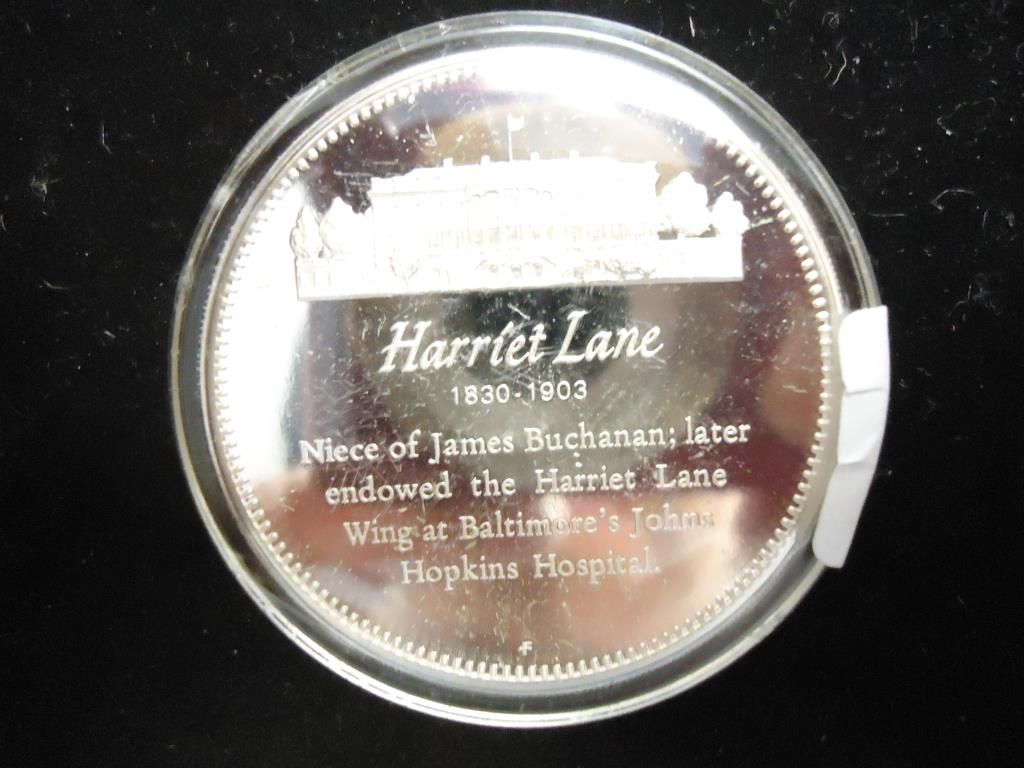 Harriet Lane
1830-1903
Niece of James Buchanan; later
endowed the Harriet Lane
Wing at Baltimore's Johns
Hopkins Hospital.